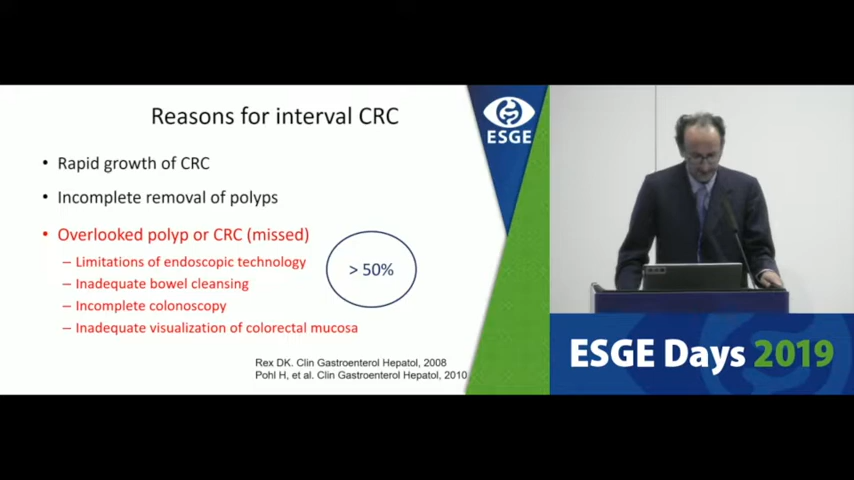 Reasons for interval CRC
• Rapid growth of CRC
• Incomplete removal of polyps
• Overlooked polyp or CRC (missed)
– Limitations of endoscopic technology
– Inadequate bowel cleansing
– Incomplete colonoscopy
– Inadequate visualization of colorectal mucosa
> 50%
Rex DK. Clin Gastroenterol Hepatol, 2008
Pohl H, et al. Clin Gastroenterol Hepatol, 2010
ESGE
ESGE Days 2019